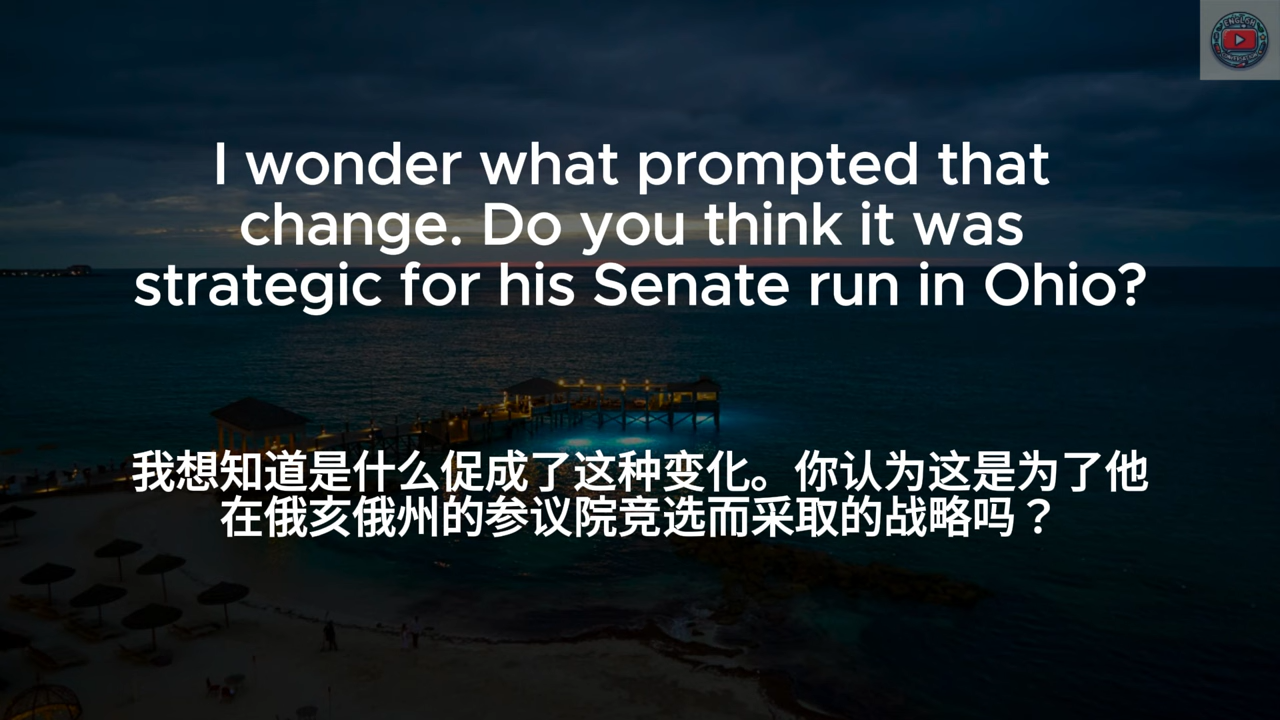 ENGLISH
CONVERSATION
I wonder what prompted that
change. Do you think it was
strategic for his Senate run in Ohio?
我想知道是什么促成了这种变化。你认为这是为了他
在俄亥俄州的参议院竞选而采取的战略吗？